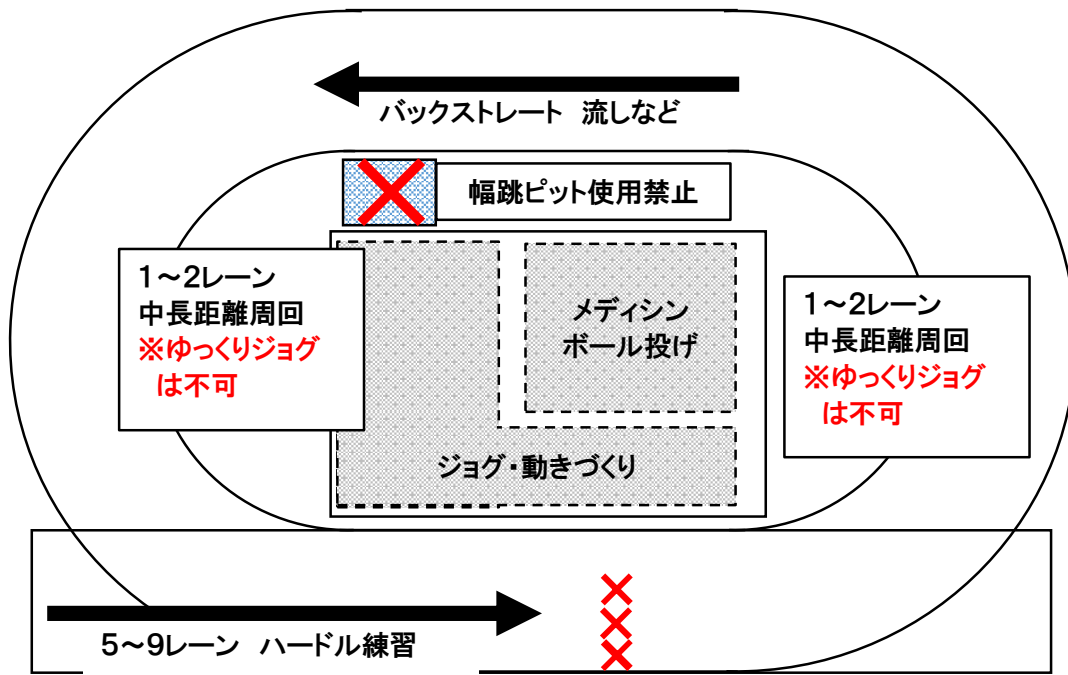 バックストレート 流しなど
幅跳ピット使用禁止
1～2レーン
中長距離周回
※ゆっくりジョグ
は不可
メディシン
ボール投げ
1～2レーン
中長距離周回
※ゆっくりジョグ
は不可
ジョグ・動きづくり
5～9レーン ハードル練習